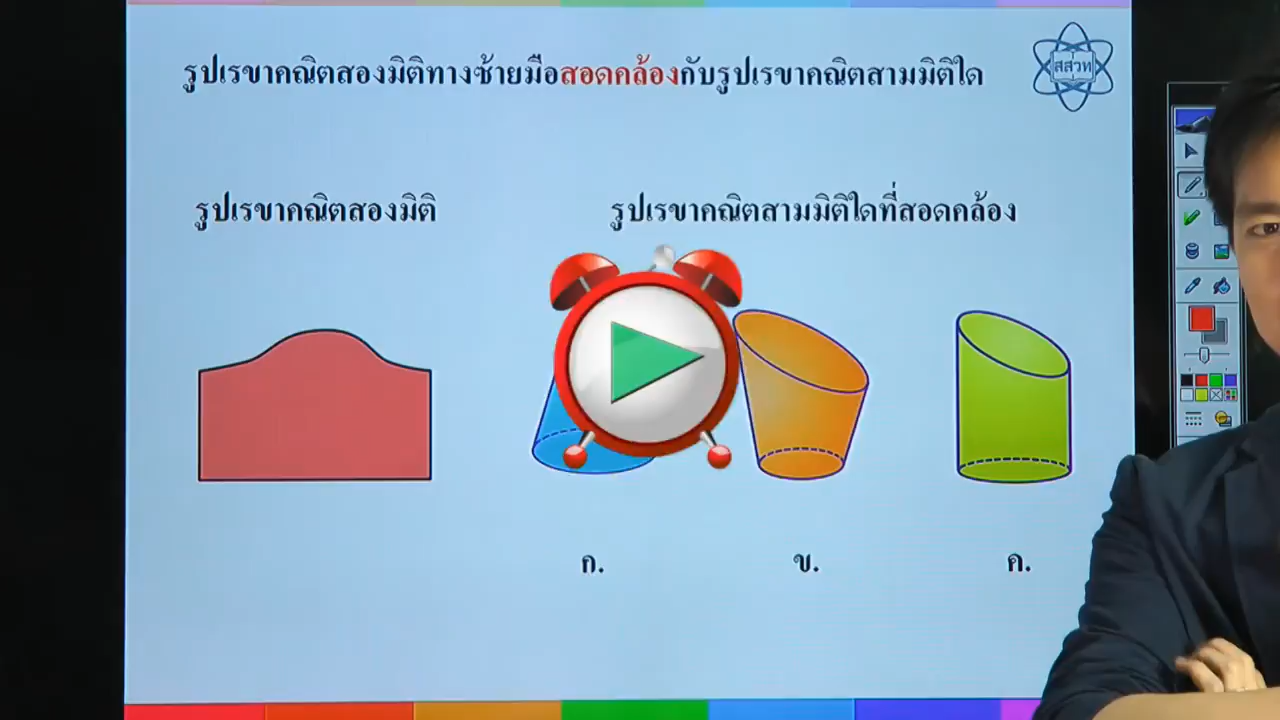 รูปเรขาคณิตสองมิติทางซ้ายมือสอดคล้องกับรูปเรขาคณิตสามมิติใด
สสวท
รูปเรขาคณิตสองมิติ
รูปเรขาคณิตสามมิติใดที่สอดคล้อง
ก.
ข.
ค.